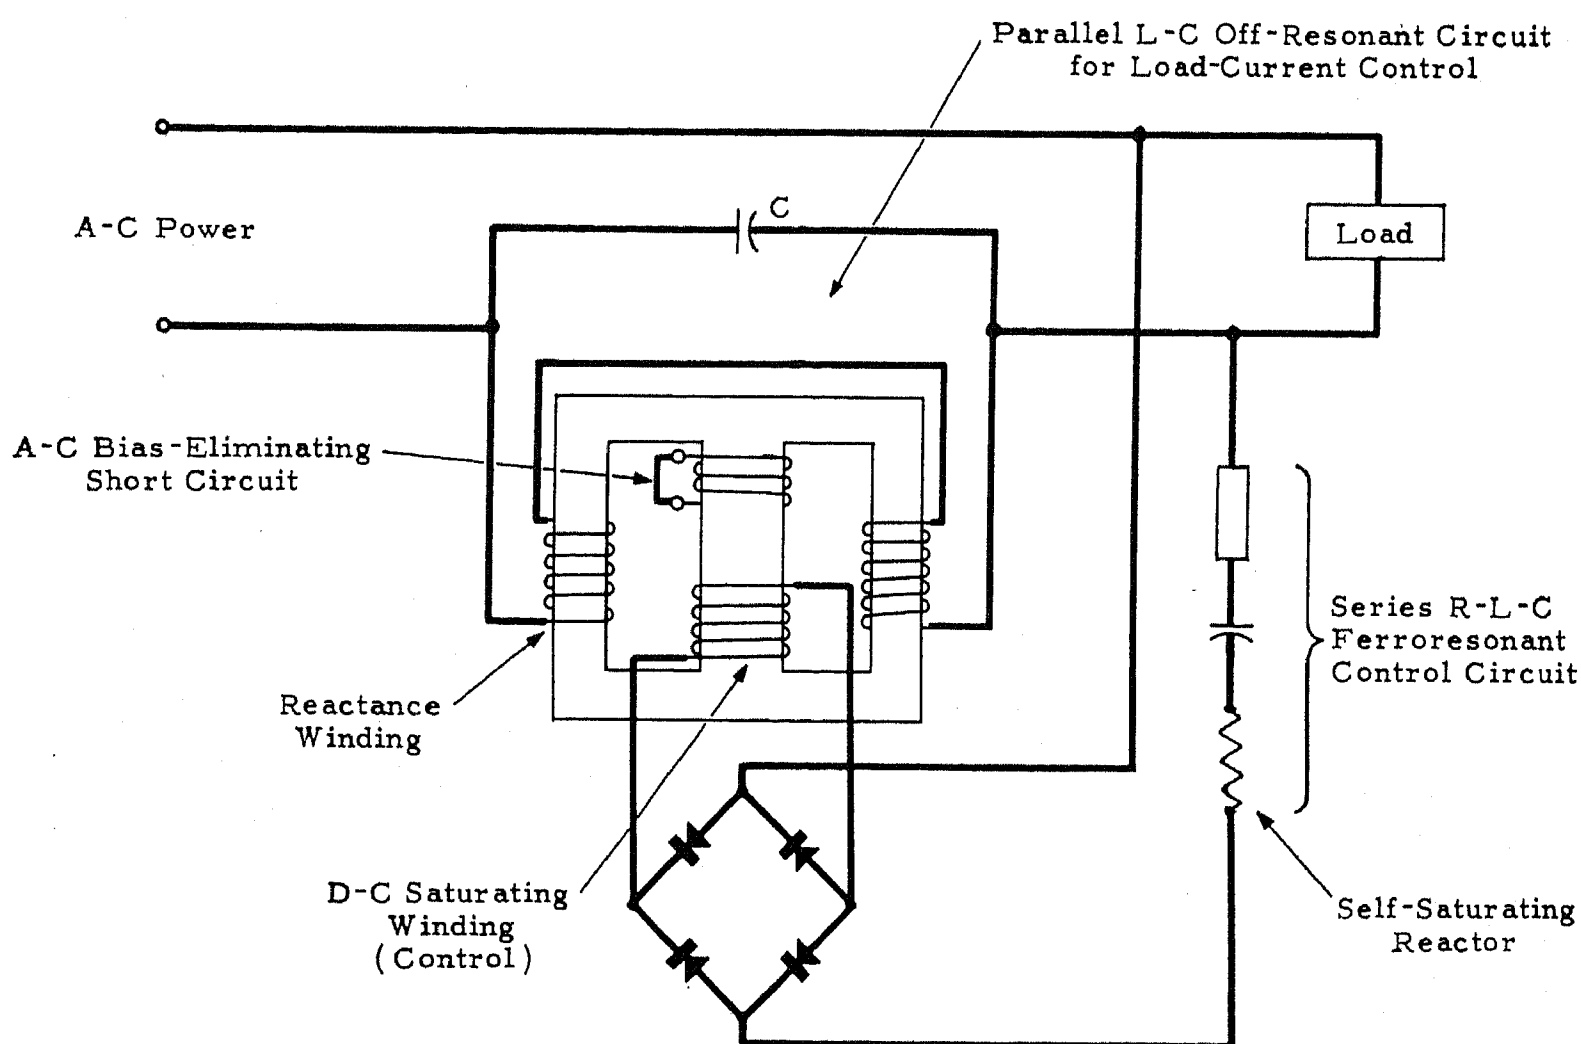 Parallel L-C Off-Resonant Circuit
for Load-Current Control
C
A-C Power
Load
A-C Bias-Eliminating
Short Circuit
Series R-L-C
Ferroresonant
Control Circuit
Reactance
Winding
D-C Saturating
Winding
(Control)
Self-Saturating
Reactor